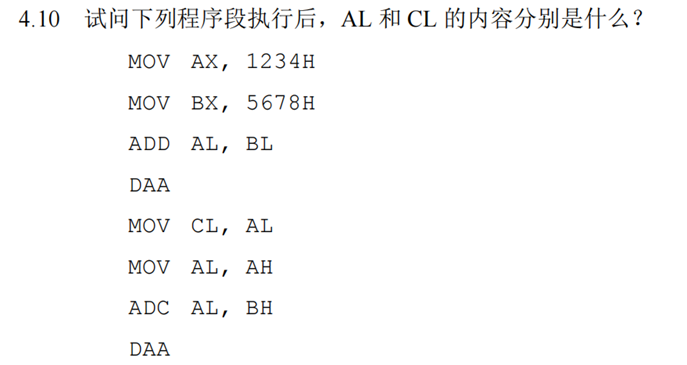 4.10 试问下列程序段执行后，AL 和 CL 的内容分别是什么？
MOV AX, 1234H
MOV BX, 5678H
ADD AL, BL
DAA
MOV CL, AL
MOV AL, AH
ADC AL, BH
DAA